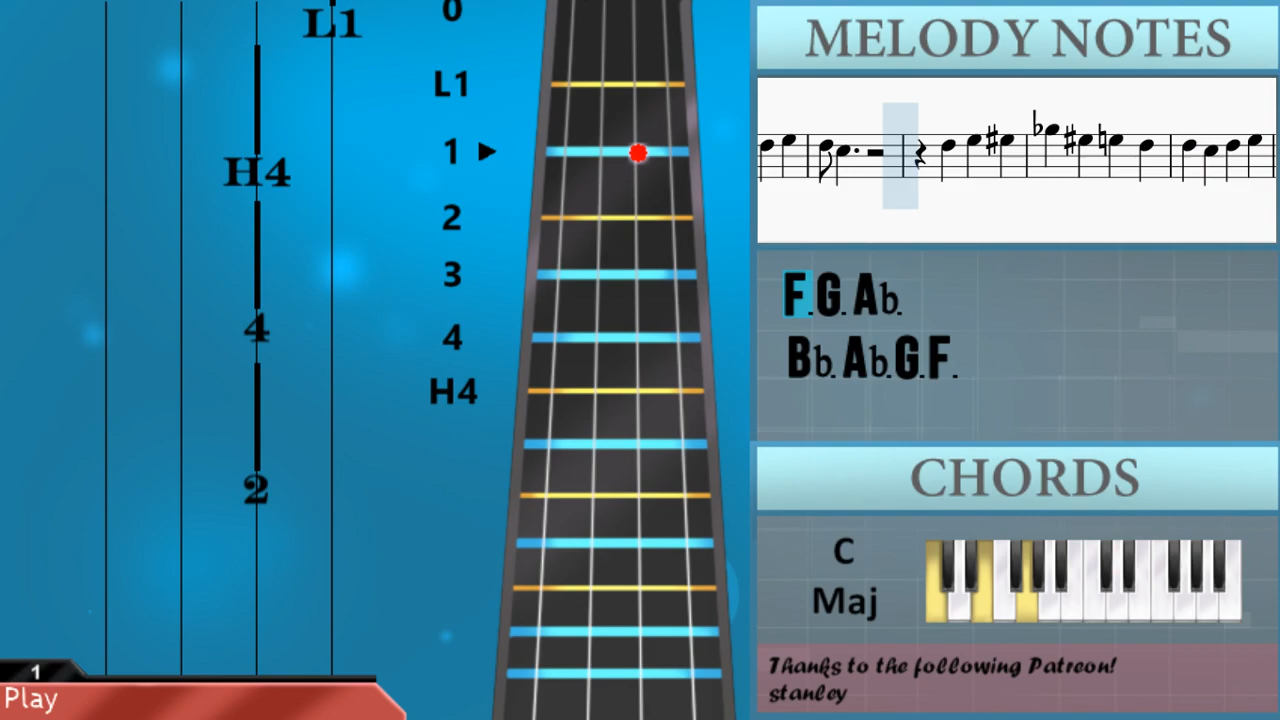 L1
H4
4
2
1
Play
0
L1
1
2
3
4
H4
MELODY NOTES
F.G.Ab.
Bb.Ab.G.F.
CHORDS
C
Maj
Thanks to the following Patreon!
stanley